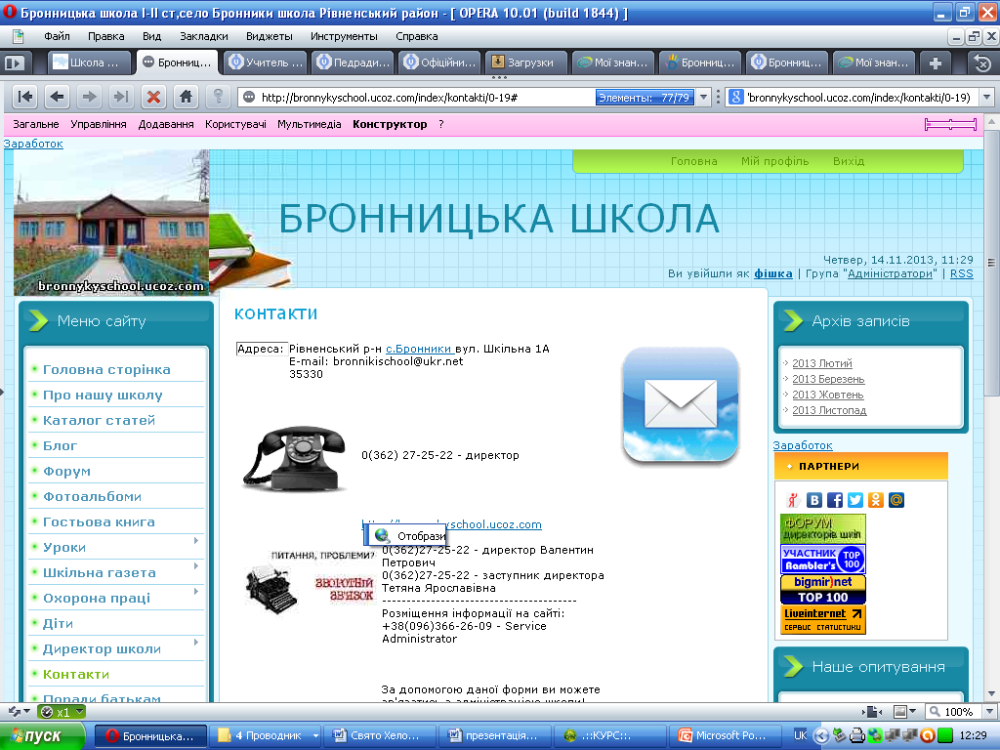 Бронницька школа І-ІІ ст,село Бронники школа Рівненський район - [ OPERA 10.01 (build 1844) ]
Файл Правка Вид Закладки Виджеты Инструменты Справка
Школа ... Бронниц... Учитель ... Педради... Офіційни... Загрузки Мої знан... Бронниц... Бронниц... Мої знан...
http://bronnykyschool.ucoz.com/index/kontakti/0-19# Элементы: 77/79 'bronnykyschool.ucoz.com/index/kontakti/0-19)
Загальне Управління Додавання Користувачі Мультимедіа Конструктор ?
Заработок
Головна Мій профіль Вихід
БРОННИЦЬКА ШКОЛА
Четвер, 14.11.2013, 11:29
Ви увійшли як фішка | Група "Адміністратори" | RSS
bronnykyschool.ucoz.com
Меню сайту
Головна сторінка
Про нашу школу
Каталог статей
Блог
Форум
Фотоальбоми
Гостьова книга
Уроки
Шкільна газета
Охорона праці
Діти
Директор школи
Контакти
Поради батькам
контакти
Адреса: Рівненський р-н с.Бронники вул. Шкільна 1А
E-mail: bronnikischool@ukr.net
35330
0(362) 27-25-22 - директор
yschool.ucoz.com
Отобрази
ПИТАННЯ, ПРОБЛЕМИ?
ЗВОРОТНІЙ
ЗВ'ЯЗОК
0(362)27-25-22 - директор Валентин
Петрович
0(362)27-25-22 - заступник директора
Тетяна Ярославівна
----------------------------------------
Розміщення інформації на сайті:
+38(096)366-26-09 - Service
Administrator
За допомогою даної форми ви можете
зв'язатись з адміністрацією школи!
Архів записів
2013 Лютий
2013 Березень
2013 Жовтень
2013 Листопад
Заработок
ПАРТНЕРИ
ФОРУМ
директорів шкіл
УЧАСТНИК
Rambler's TOP 100
bigmir)net
TOP 100
Liveinternet
СЕРВИС СТАТИСТИКИ
Наше опитування
x1 100%
пуск Бронницька... 4 Проводник Свято Хело... презентація... .::КУРС::. Microsoft Po... UK 12:29